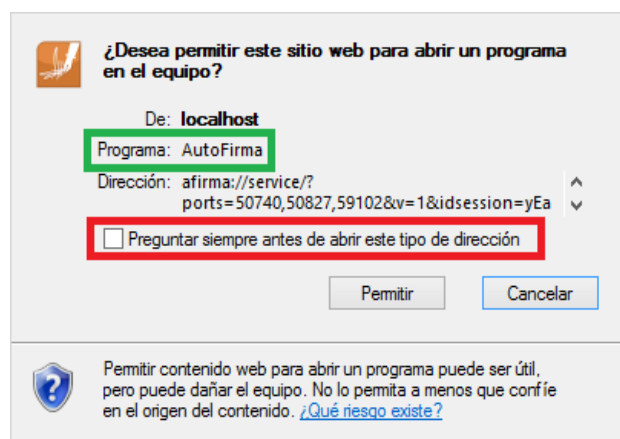 ¿Desea permitir este sitio web para abrir un programa
en el equipo?
De: localhost
Programa: AutoFirma
Dirección: afirma://service/?
ports=50740,50827,59102&v=1&idsession=yEa
Preguntar siempre antes de abrir este tipo de dirección
Permitir Cancelar
Permitir contenido web para abrir un programa puede ser útil,
pero puede dañar el equipo. No lo permita a menos que confíe
en el origen del contenido. ¿Qué riesgo existe?